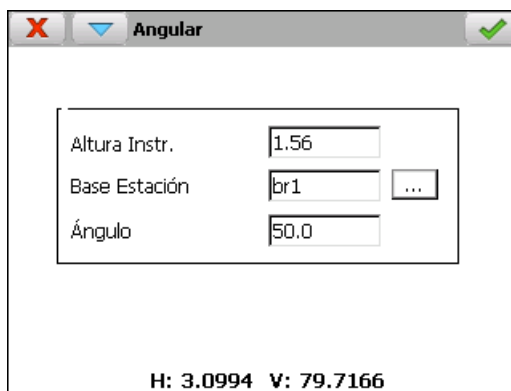 Angular
Altura Instr. 1.56
Base Estación br1 ...
Ángulo 50.0
H: 3.0994 V: 79.7166